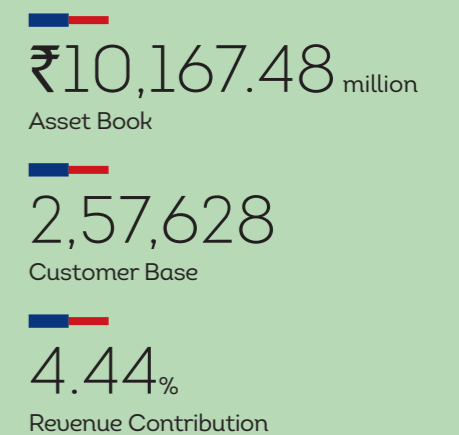 ₹10,167.48 million
Asset Book
2,57,628
Customer Base
4.44%
Revenue Contribution